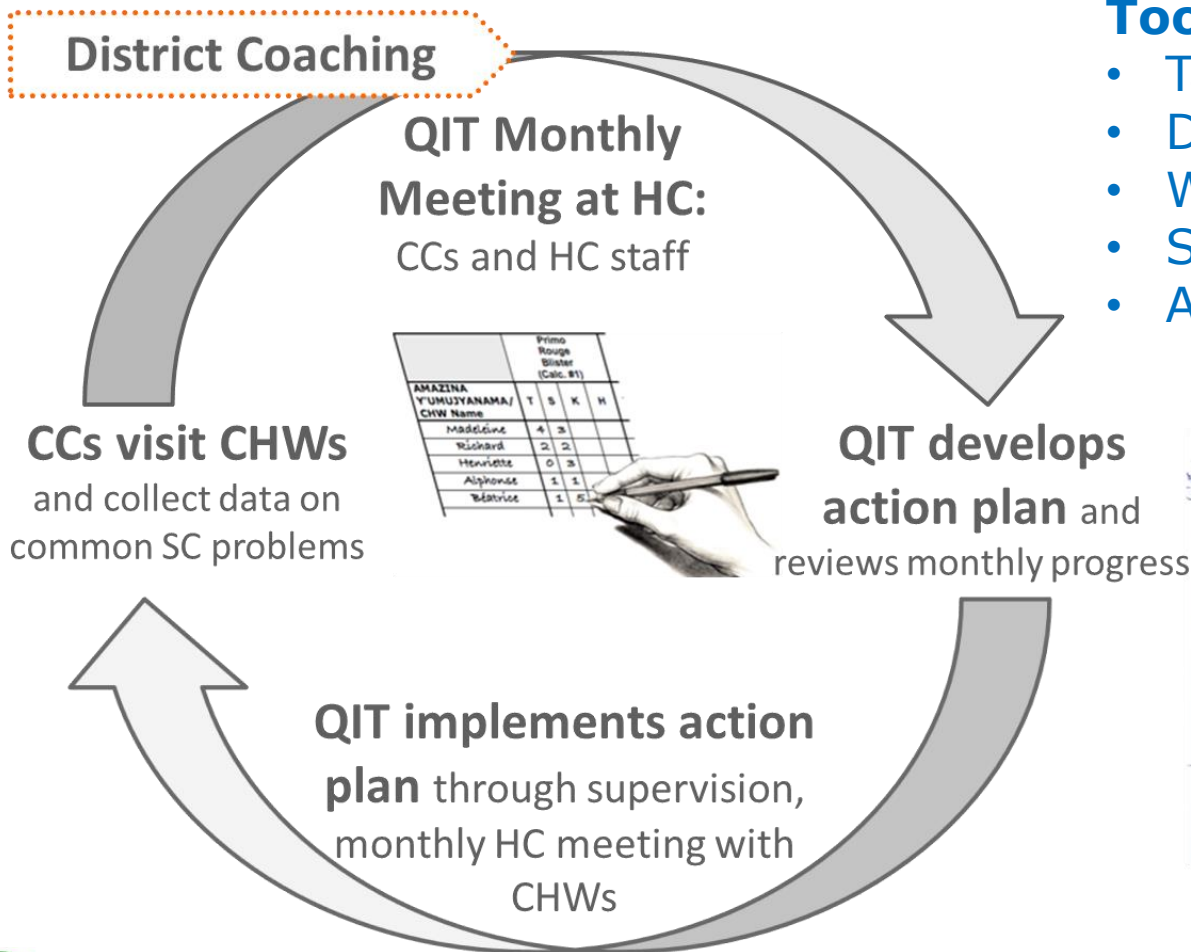 District Coaching
QIT Monthly
Meeting at HC:
CCs and HC staff
Primo
Rouge
Blister
(Calc. #1)
AMAZINA
Y'UMUJYANAMA/
CHW Name
T S K H
Madeleine 4 3
Richard 2 2
Henriette 0 3
Alphonse 1 1
Béatrice 1 5
CCs visit CHWs
and collect data on
common SC problems
QIT develops
action plan and
reviews monthly progress
QIT implements action
plan through supervision,
monthly HC meeting with
CHWs
• T
• D
• W
• S
• A